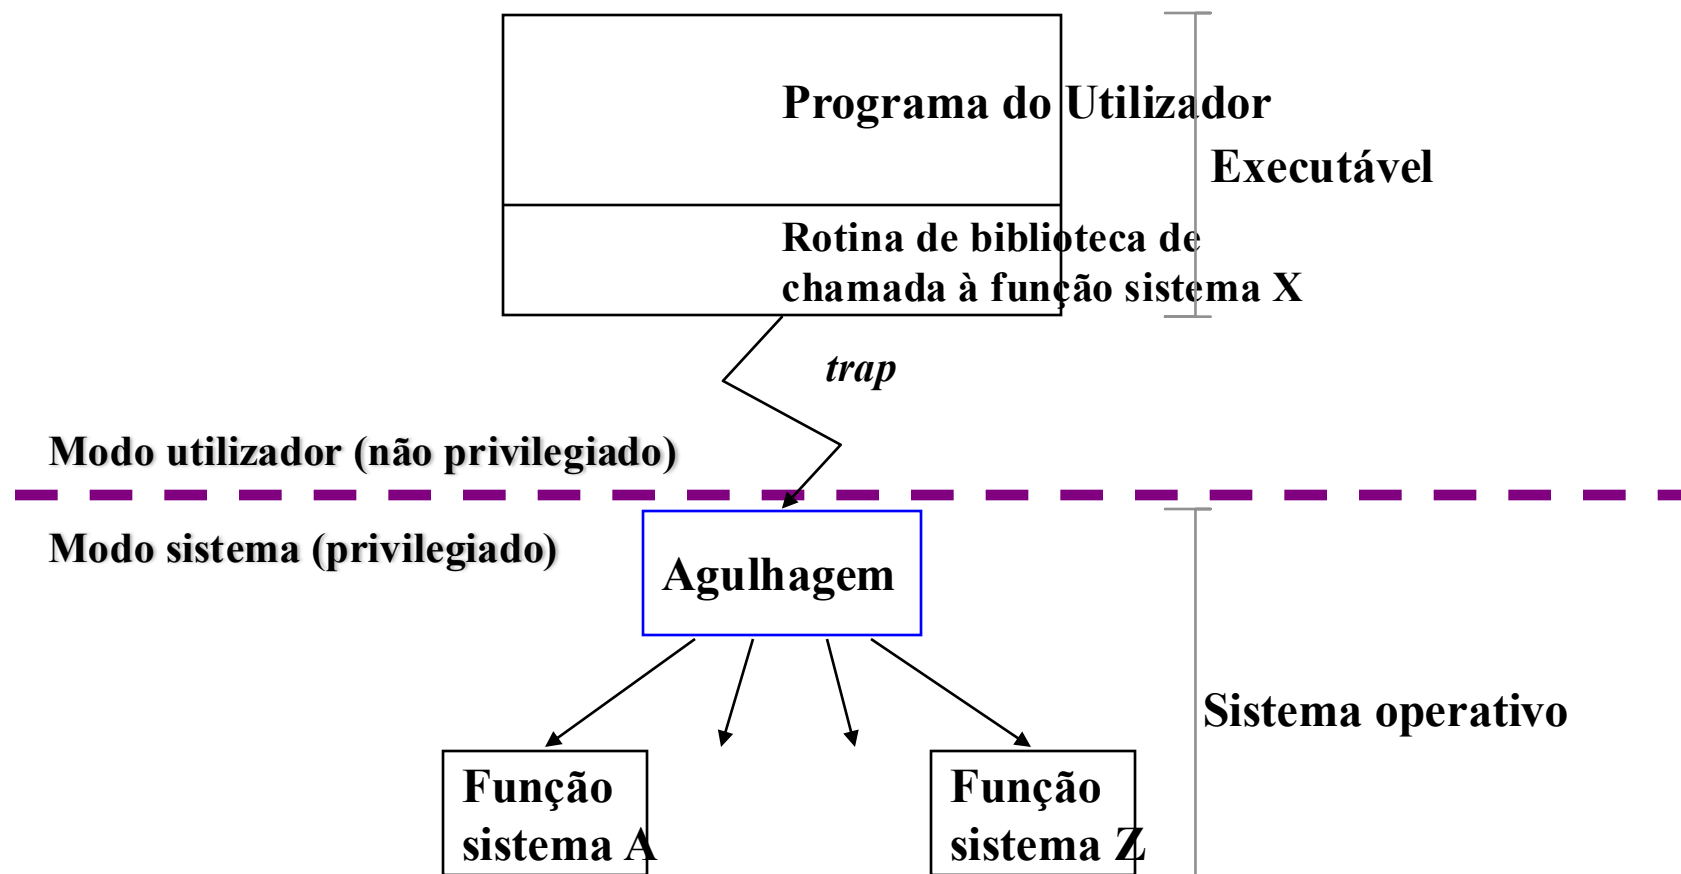 Programa do Utilizador
Executável
Rotina de biblioteca de
chamada à função sistema X
trap
Modo utilizador (não privilegiado)
Modo sistema (privilegiado)
Agulhagem
Sistema operativo
Função
sistema A
Função
sistema Z